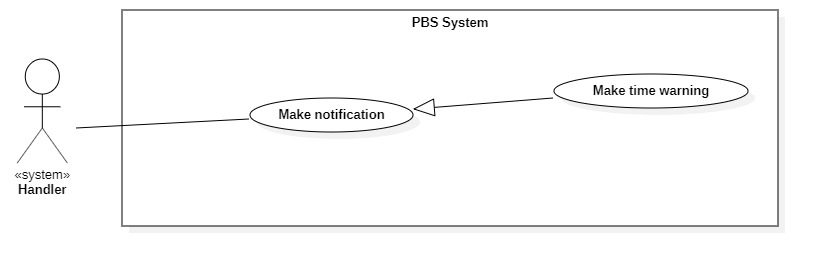 PBS System
Make time warning
Make notification
«system»
Handler